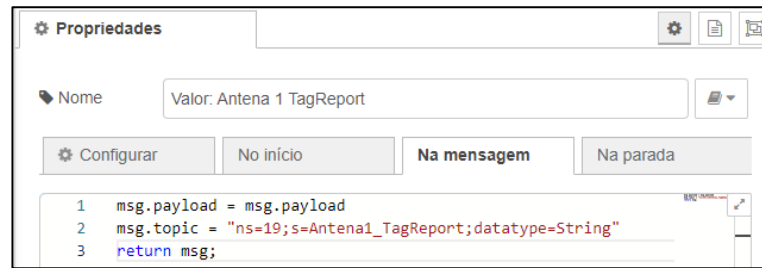 Propriedades
Nome
Valor: Antena 1 TagReport
Configurar No início Na mensagem Na parada
1 msg.payload = msg.payload
2 msg.topic = "ns=19;s=Antena1_TagReport;datatype=String"
3 return msg;